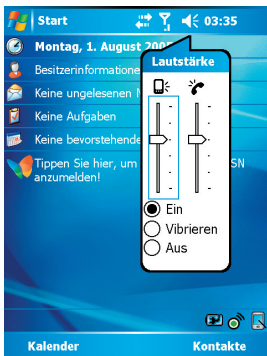 Start 03:35
Montag, 1. August 200
Lautstärke
Besitzerinformatione
Keine ungelesenen N
Keine Aufgaben
Keine bevorstehende
Tippen Sie hier, um SN
anzumelden!
Ein
Vibrieren
Aus
Kalender Kontakte